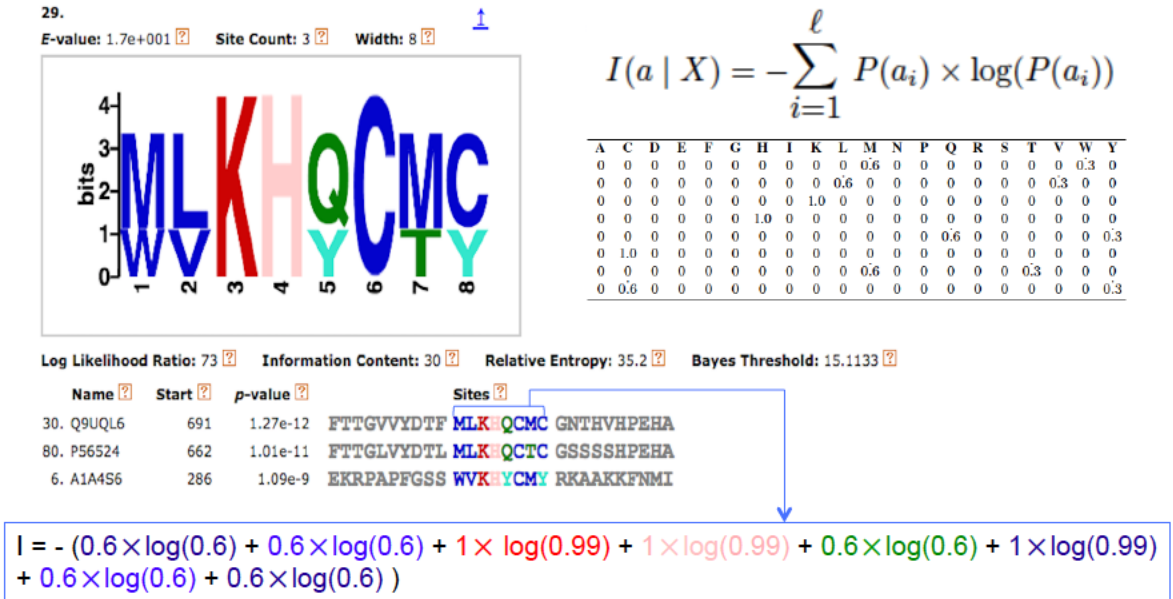 29.
E-value: 1.7e+001 ? Site Count: 3 ? Width: 8 ?
↥
I(a | X) = −∑ P(aᵢ) × log(P(aᵢ))
ℓ
i=1
bits
4
3
2
1
0
M L K H Q C M C
W V Y T Y
1 2 3 4 5 6 7 8
A C D E F G H I K L M N P Q R S T V W Y
0 0 0 0 0 0 0 0 0 0 0.6 0 0 0 0 0 0 0 0.3 0
0 0 0 0 0 0 0 0 0 0.6 0 0 0 0 0 0 0 0.3 0 0
0 0 0 0 0 0 0 0 1.0 0 0 0 0 0 0 0 0 0 0 0
0 0 0 0 0 0 1.0 0 0 0 0 0 0 0 0 0 0 0 0 0
0 0 0 0 0 0 0 0 0 0 0 0 0 0.6 0 0 0 0 0 0.3
0 1.0 0 0 0 0 0 0 0 0 0 0 0 0 0 0 0 0 0 0
0 0 0 0 0 0 0 0 0 0 0.6 0 0 0 0 0 0.3 0 0 0
0 0.6 0 0 0 0 0 0 0 0 0 0 0 0 0 0 0 0 0 0.3
Log Likelihood Ratio: 73 ? Information Content: 30 ? Relative Entropy: 35.2 ? Bayes Threshold: 15.1133 ?
Name ? Start ? p-value ? Sites ?
30. Q9UQL6 691 1.27e-12 FTTGVVYDTF MLKHQCMC GNTHVHPEHA
80. P56524 662 1.01e-11 FTTGLVYDTL MLKHQCTC GSSSSHPEHA
6. A1A4S6 286 1.09e-9 EKRPAPFGSS WVKHYCMY RKAAKKFNMI
I = - (0.6×log(0.6) + 0.6×log(0.6) + 1× log(0.99) + 1×log(0.99) + 0.6×log(0.6) + 1×log(0.99)
+ 0.6×log(0.6) + 0.6×log(0.6) )